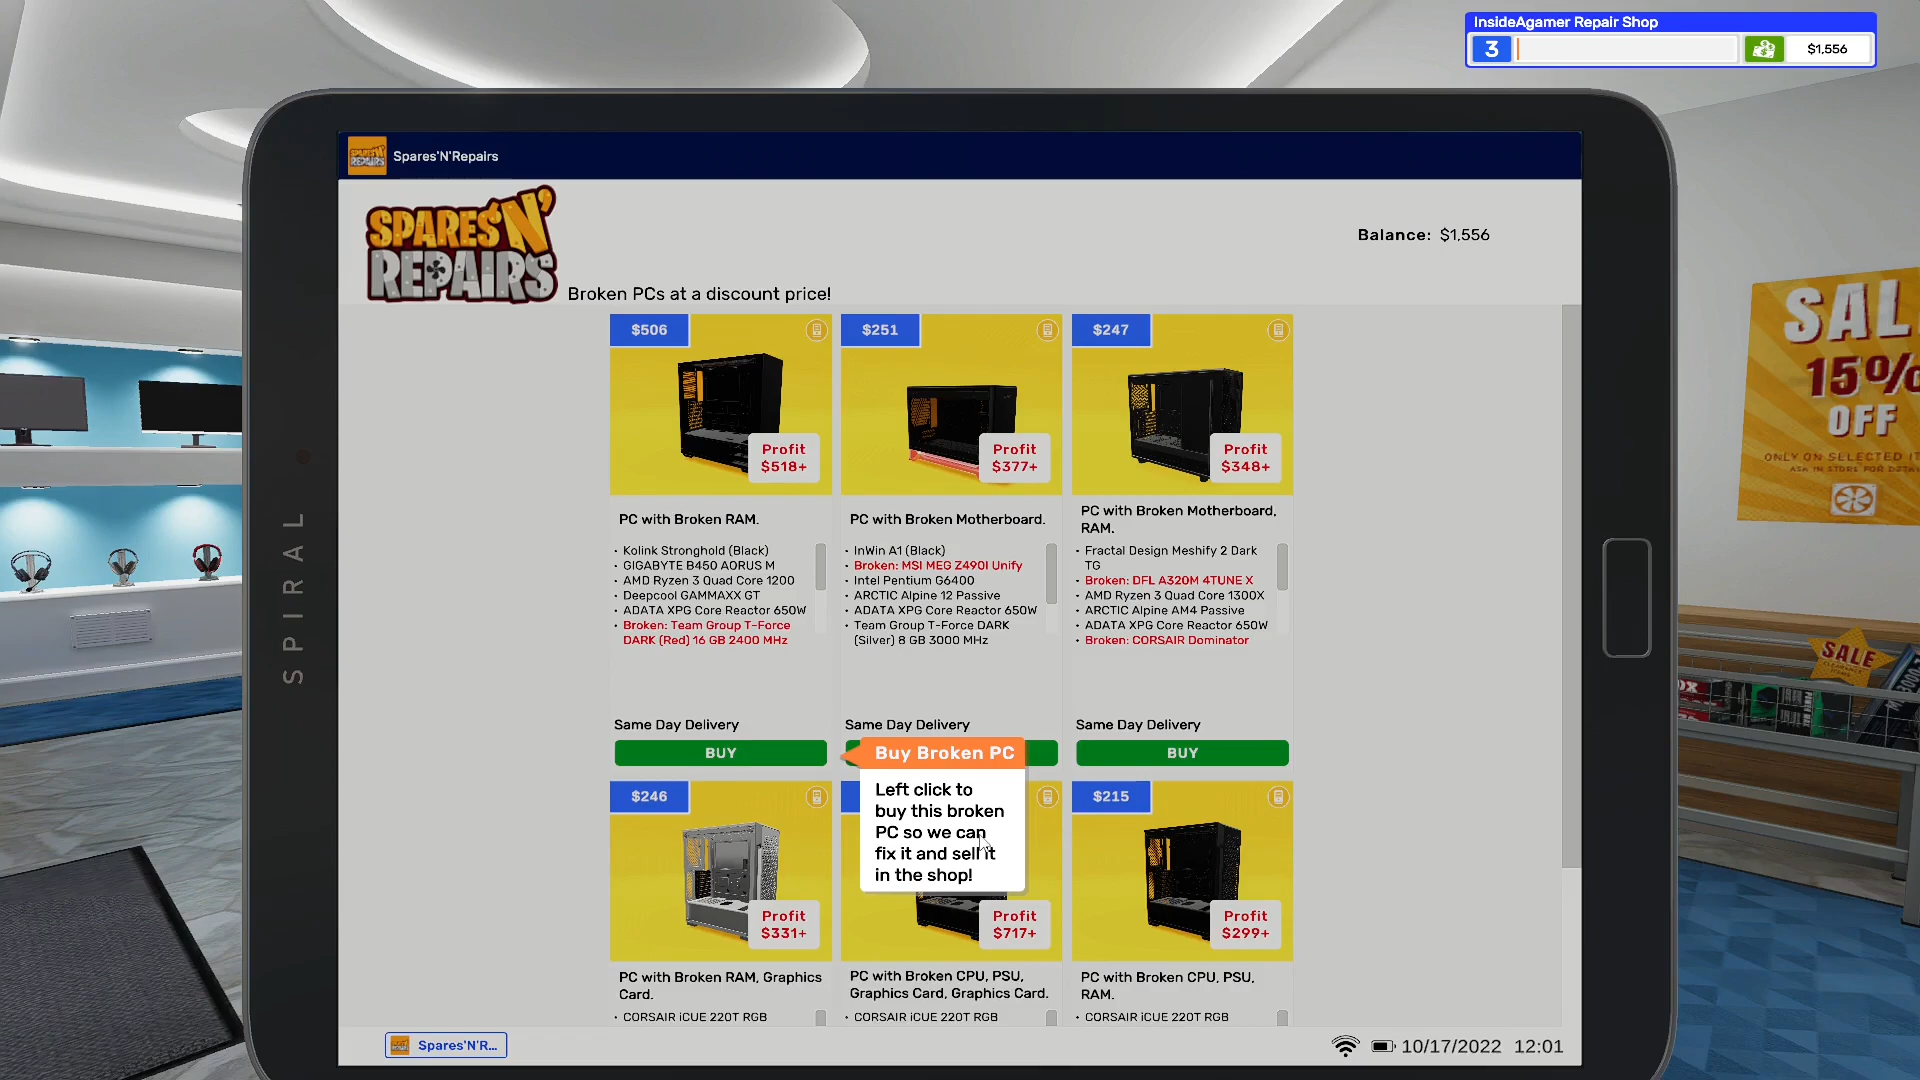 InsideAgamer Repair Shop
3
$1,556
Spares'N'Repairs
SPARES'N'
REPAIRS
Balance: $1,556
Broken PCs at a discount price!
$506
Profit
$518+
PC with Broken RAM.
• Kolink Stronghold (Black)
• GIGABYTE B450 AORUS M
• AMD Ryzen 3 Quad Core 1200
• Deepcool GAMMAXX GT
• ADATA XPG Core Reactor 650W
• Broken: Team Group T-Force
DARK (Red) 16 GB 2400 MHz
Same Day Delivery
BUY
$251
Profit
$377+
PC with Broken Motherboard.
• InWin A1 (Black)
• Broken: MSI MEG Z490I Unify
• Intel Pentium G6400
• ARCTIC Alpine 12 Passive
• ADATA XPG Core Reactor 650W
• Team Group T-Force DARK
(Silver) 8 GB 3000 MHz
Same Day Delivery
$247
Profit
$348+
PC with Broken Motherboard,
RAM.
• Fractal Design Meshify 2 Dark
TG
• Broken: DFL A320M 4TUNE X
• AMD Ryzen 3 Quad Core 1300X
• ARCTIC Alpine AM4 Passive
• ADATA XPG Core Reactor 650W
• Broken: CORSAIR Dominator
Same Day Delivery
BUY
Buy Broken PC
Left click to
buy this broken
PC so we can
fix it and sell it
in the shop!
$246
Profit
$331+
PC with Broken RAM, Graphics
Card.
• CORSAIR iCUE 220T RGB
Profit
$717+
PC with Broken CPU, PSU,
Graphics Card, Graphics Card.
• CORSAIR iCUE 220T RGB
$215
Profit
$299+
PC with Broken CPU, PSU,
RAM.
• CORSAIR iCUE 220T RGB
Spares'N'R...
10/17/2022 12:01
SPIRAL
SAL
15%
OFF
ONLY ON SELECTED IT
ASK IN STORE FOR DETAI
SALE